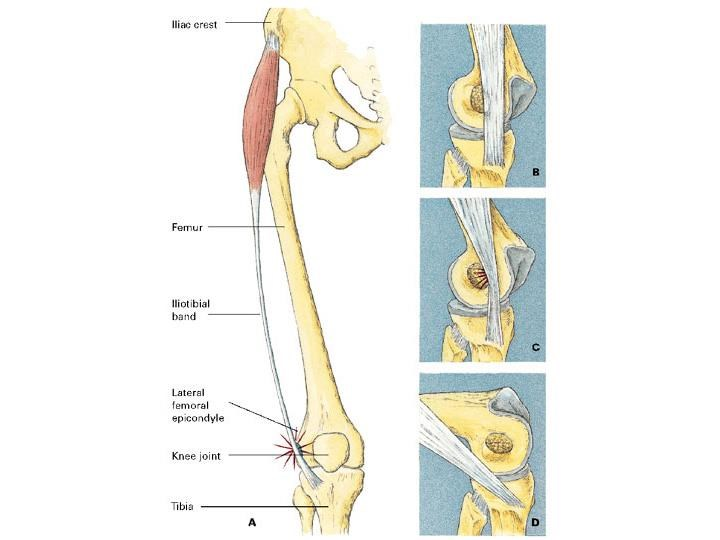 Iliac crest
Femur
Iliotibial
band
Lateral
femoral
epicondyle
Knee joint
Tibia
A
B
C
D